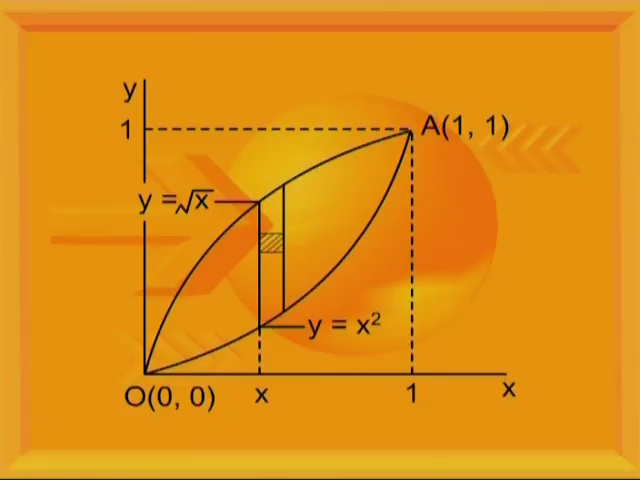 y
1
A(1, 1)
y = √x
y = x²
O(0, 0)
x
1
x